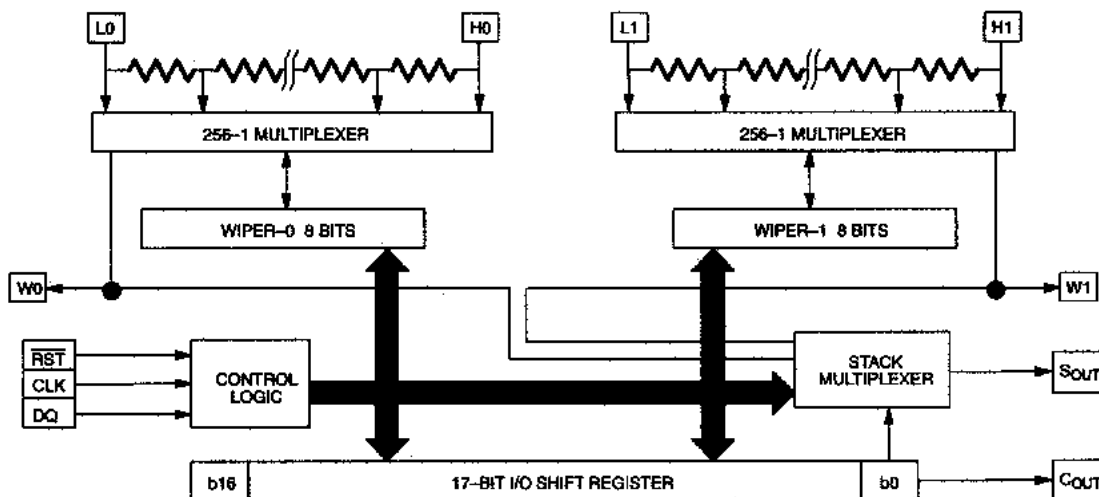 L0 H0 L1 H1
256–1 MULTIPLEXER 256–1 MULTIPLEXER
WIPER–0 8 BITS WIPER–1 8 BITS
W0 W1
RST
CLK
DQ
CONTROL
LOGIC
STACK
MULTIPLEXER
SOUT
b16 17–BIT I/O SHIFT REGISTER b0 COUT